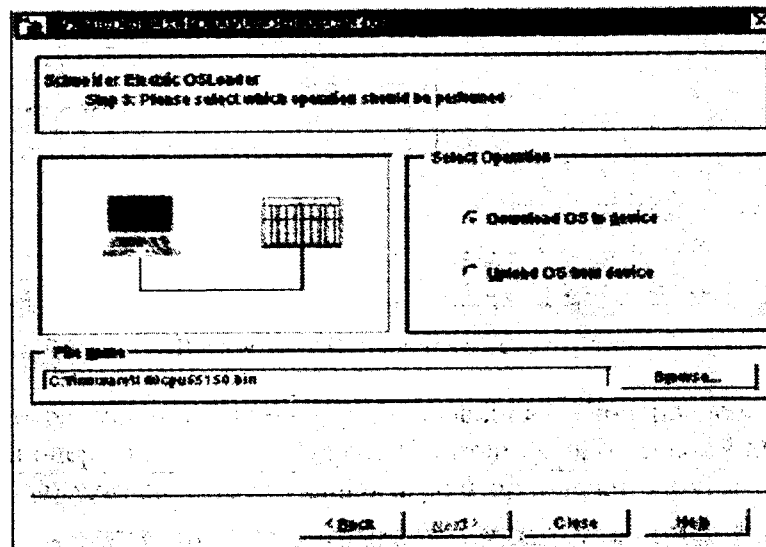 Schneider Electric OSLoader
Step 3: Please select which operation should be performed
Select Operation
Download OS to device
Upload OS from device
File name
Browse...
< Back
Next >
Close
Help